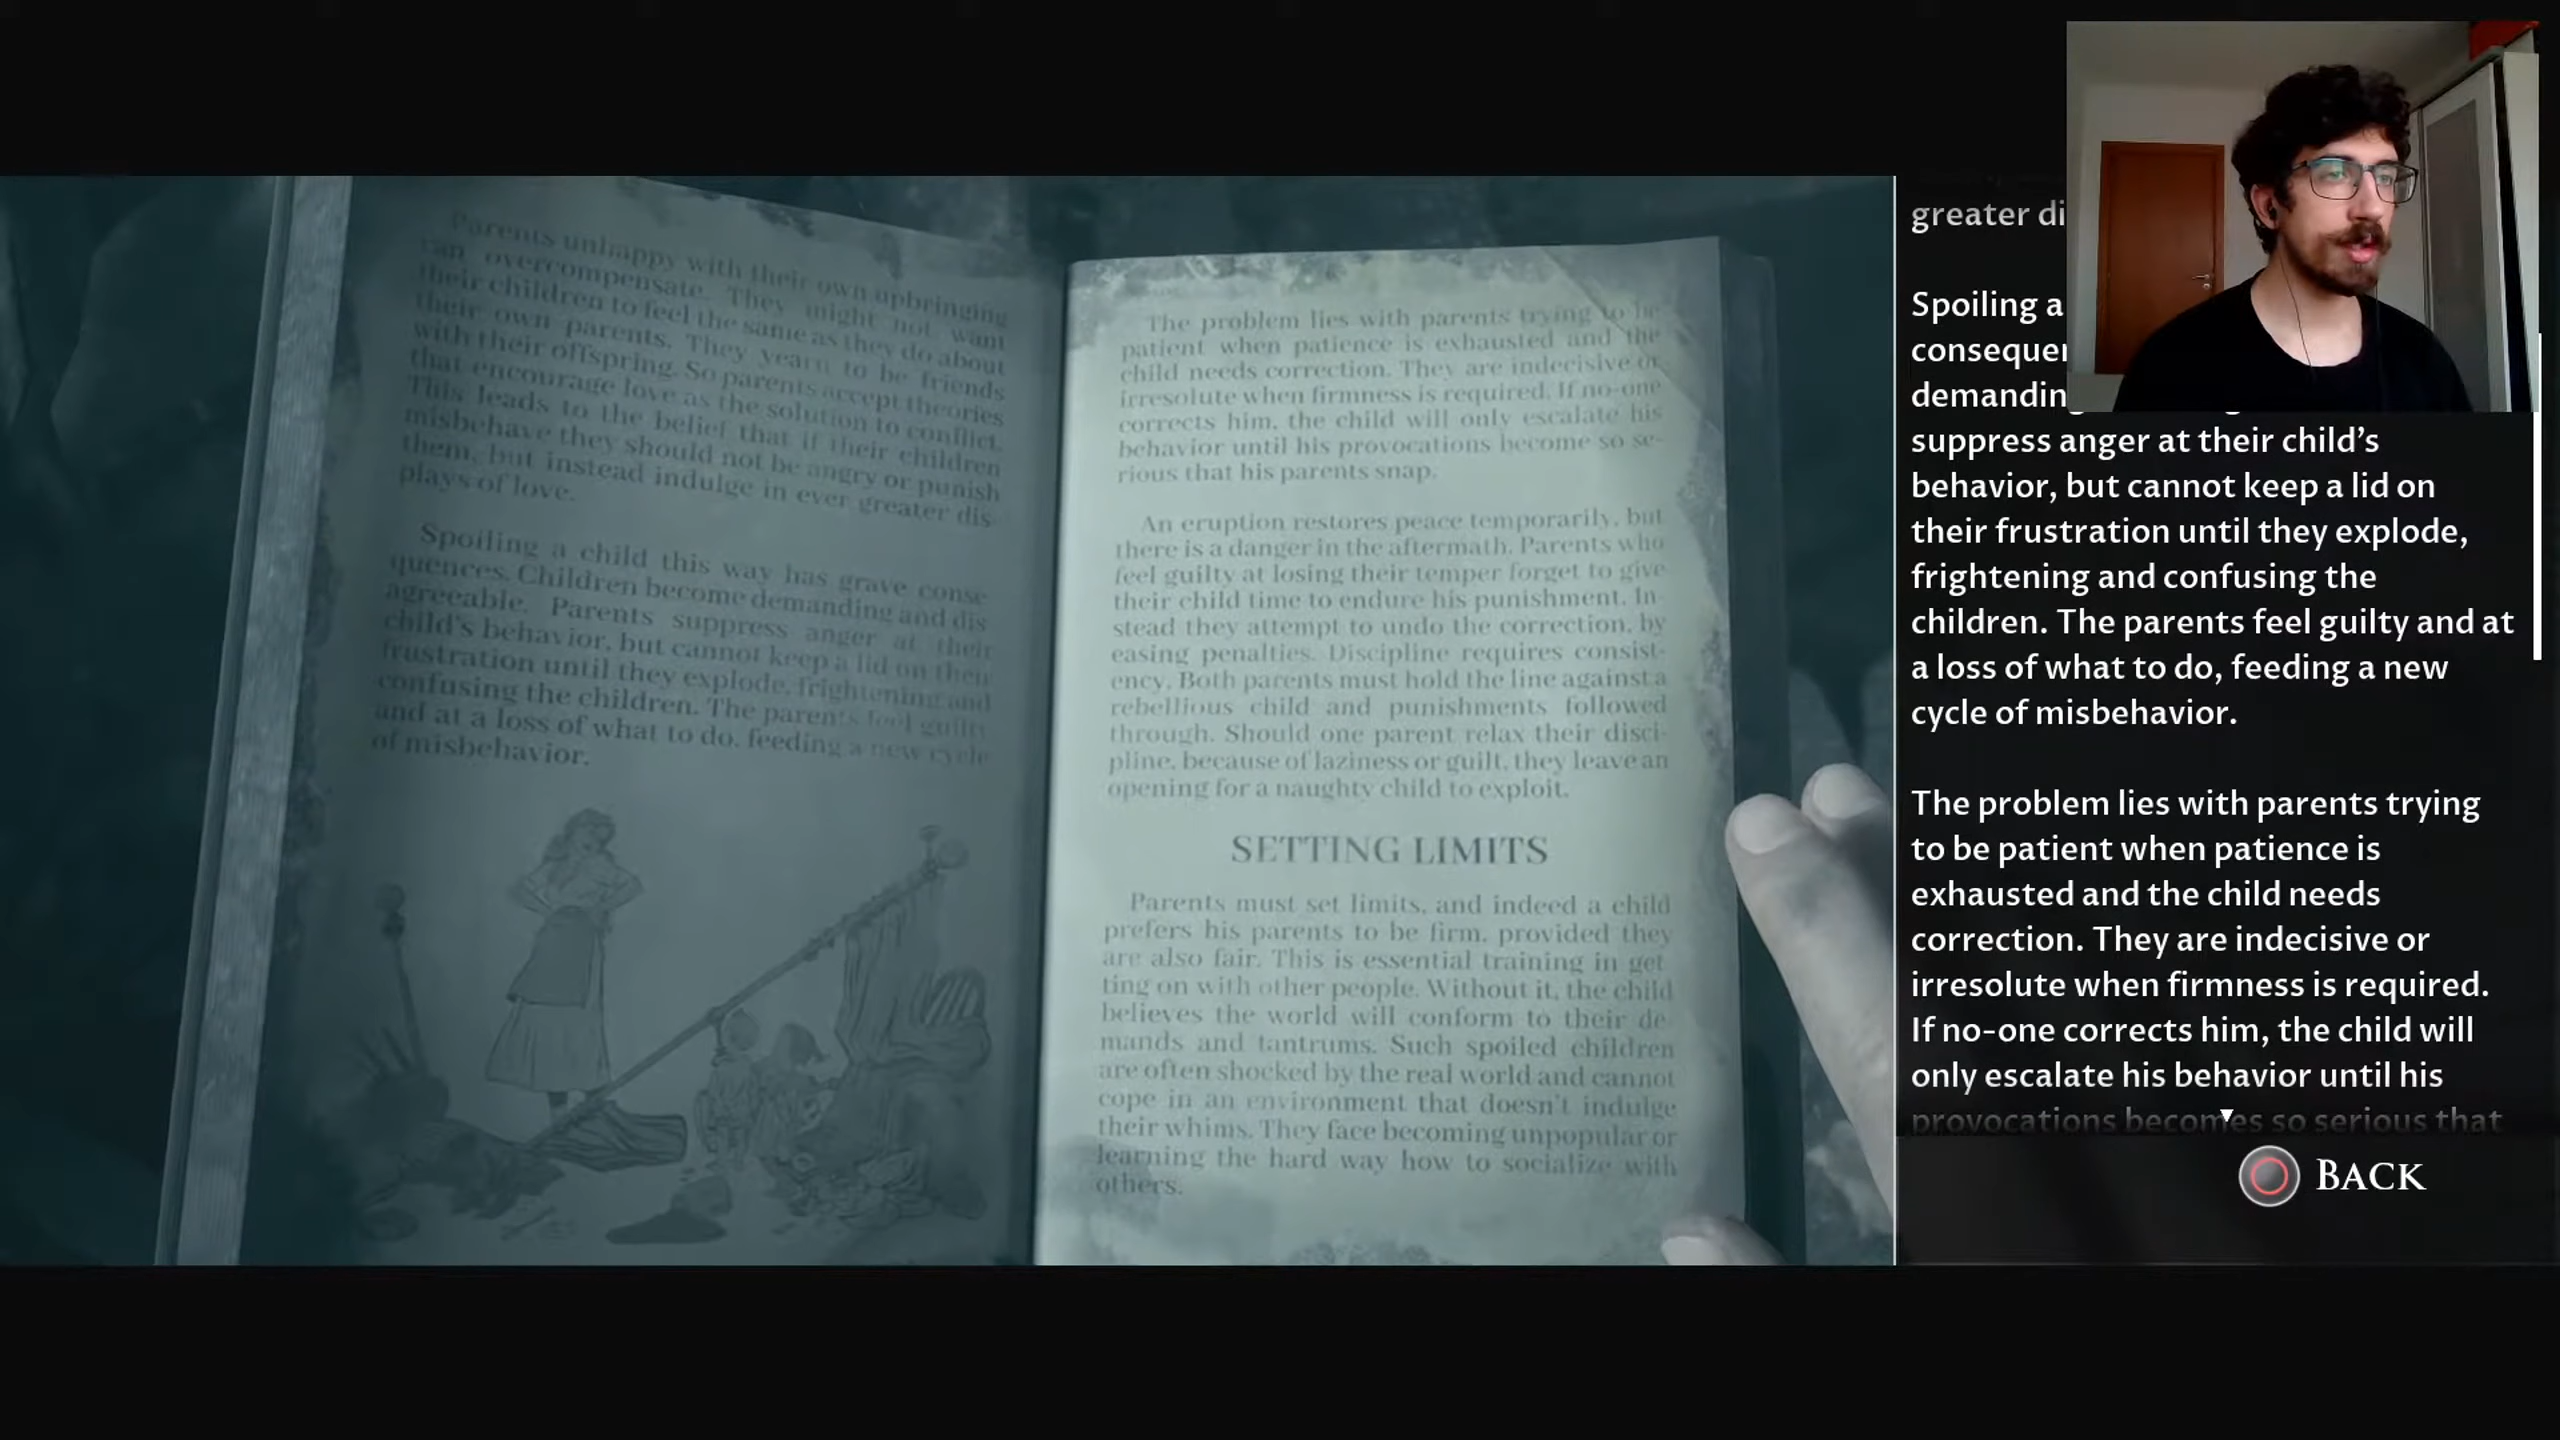 Parents unhappy with their own upbringing
can overcompensate. They might not want
their children to feel the same as they do about
their own parents. They yearn to be friends
with their offspring. So parents accept theories
that encourage love as the solution to conflict.
This leads to the belief that if their children
misbehave they should not be angry or punish
them, but instead indulge in ever greater dis
plays of love.
Spoiling a child this way has grave conse
quences. Children become demanding and dis
agreeable. Parents suppress anger at their
child's behavior, but cannot keep a lid on their
frustration until they explode, frightening and
confusing the children. The parents feel guilty
and at a loss of what to do, feeding a new cycle
of misbehavior.
The problem lies with parents trying to be
patient when patience is exhausted and the
child needs correction. They are indecisive or
irresolute when firmness is required. If no-one
corrects him, the child will only escalate his
behavior until his provocations become so se-
rious that his parents snap.
An eruption restores peace temporarily, but
there is a danger in the aftermath. Parents who
feel guilty at losing their temper forget to give
their child time to endure his punishment. In-
stead they attempt to undo the correction, by
easing penalties. Discipline requires consist-
ency. Both parents must hold the line against a
rebellious child and punishments followed
through. Should one parent relax their disci-
pline, because of laziness or guilt, they leave an
opening for a naughty child to exploit.
SETTING LIMITS
Parents must set limits, and indeed a child
prefers his parents to be firm, provided they
are also fair. This is essential training in get
ting on with other people. Without it, the child
believes the world will conform to their de-
mands and tantrums. Such spoiled children
are often shocked by the real world and cannot
cope in an environment that doesn't indulge
their whims. They face becoming unpopular or
learning the hard way how to socialize with
others.
greater di
Spoiling a
consequen
demanding
suppress anger at their child's
behavior, but cannot keep a lid on
their frustration until they explode,
frightening and confusing the
children. The parents feel guilty and at
a loss of what to do, feeding a new
cycle of misbehavior.
The problem lies with parents trying
to be patient when patience is
exhausted and the child needs
correction. They are indecisive or
irresolute when firmness is required.
If no-one corrects him, the child will
only escalate his behavior until his
provocations becomes so serious that
BACK